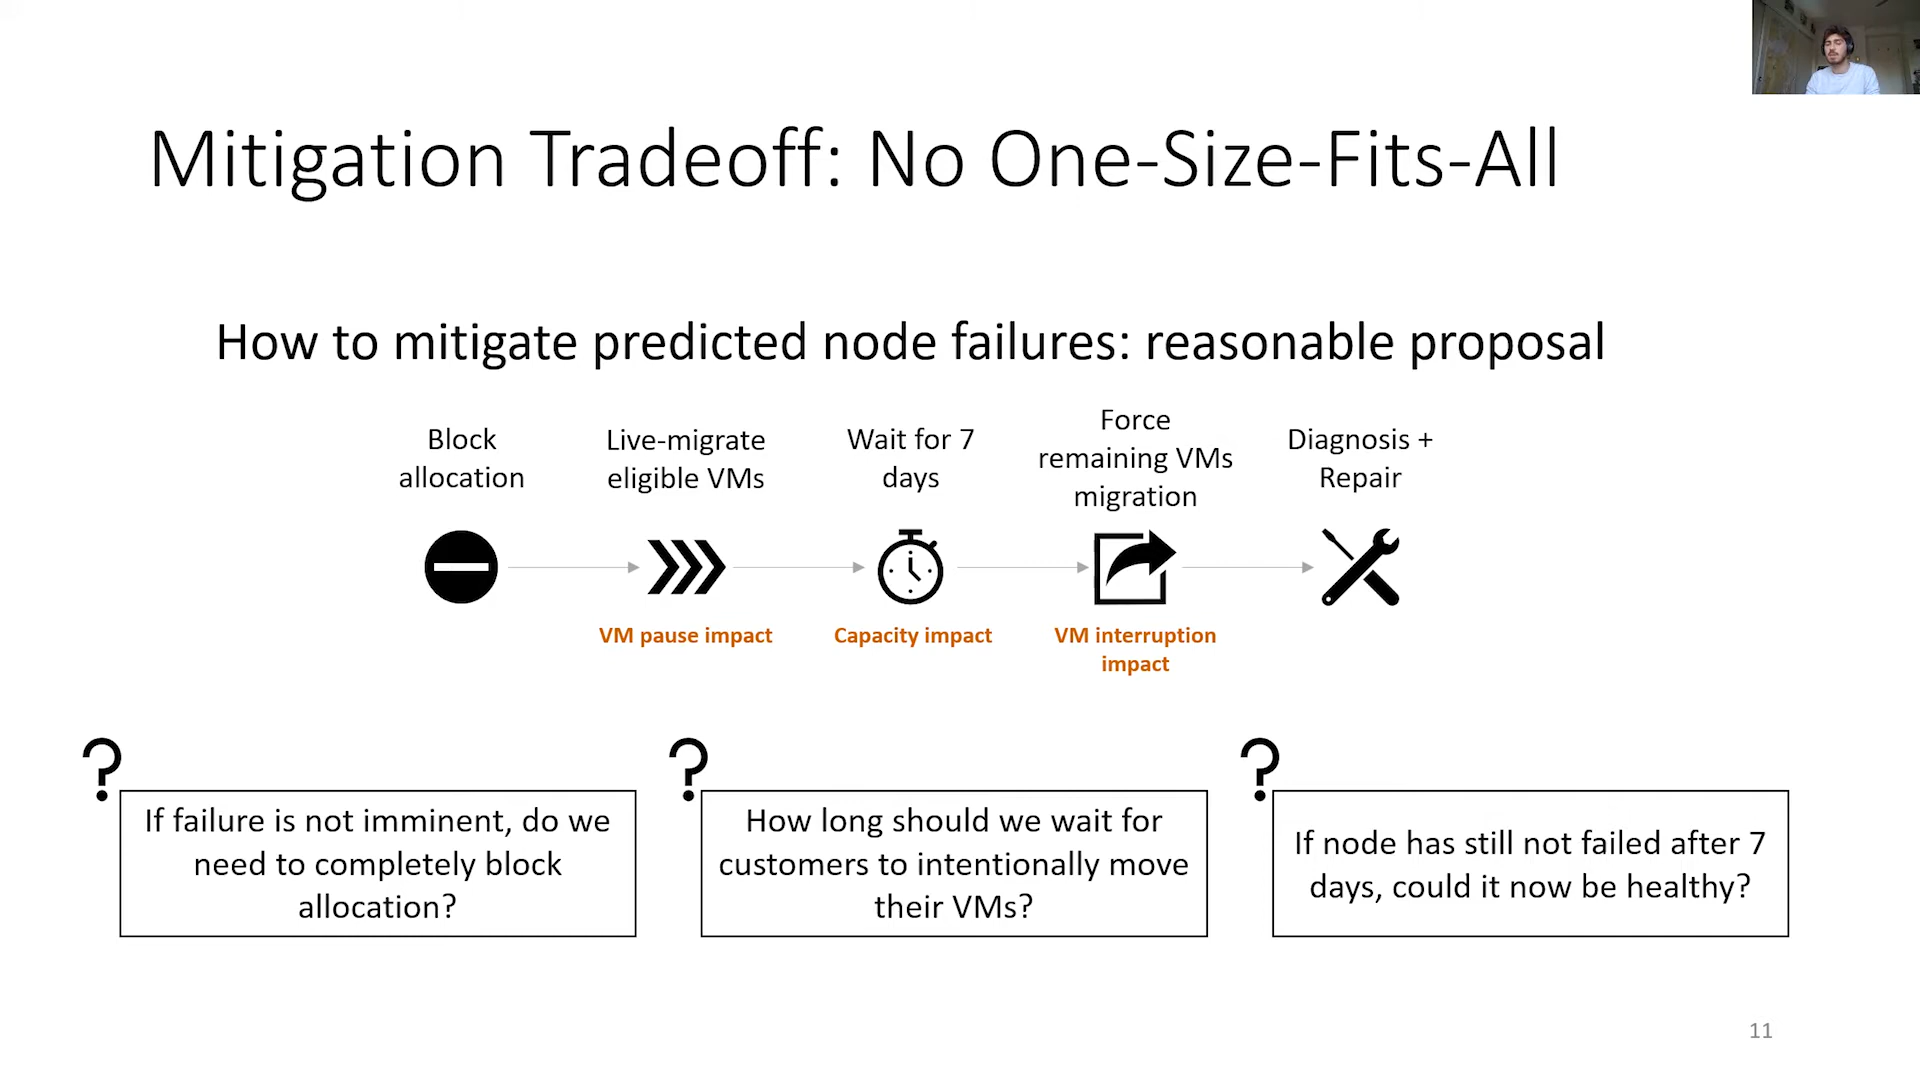 Mitigation Tradeoff: No One-Size-Fits-All
How to mitigate predicted node failures: reasonable proposal
Block
allocation
Live-migrate
eligible VMs
Wait for 7
days
Force
remaining VMs
migration
Diagnosis +
Repair
VM pause impact
Capacity impact
VM interruption
impact
?
If failure is not imminent, do we
need to completely block
allocation?
?
How long should we wait for
customers to intentionally move
their VMs?
?
If node has still not failed after 7
days, could it now be healthy?
11